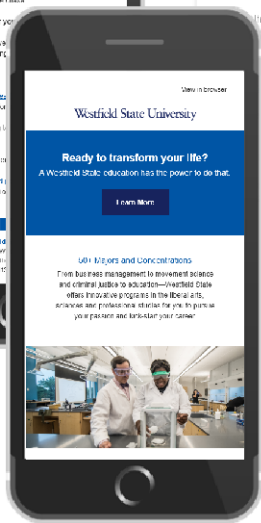 View in browser
Westfield State University
Ready to transform your life?
A Westfield State education has the power to do that.
Learn More
50+ Majors and Concentrations
From business management to movement science
and criminal justice to education—Westfield State
offers innovative programs in the liberal arts,
sciences and professional studies for you to pursue
your passion and kick-start your career.